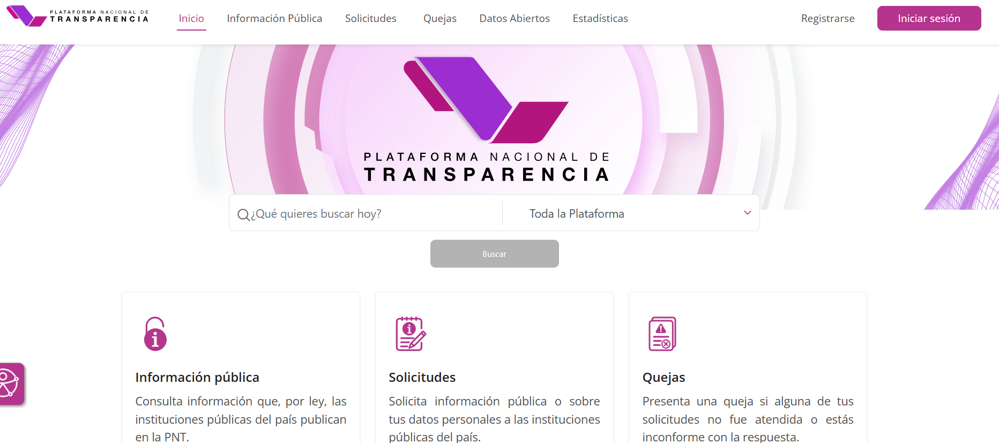 PLATAFORMA NACIONAL DE
TRANSPARENCIA
Inicio
Información Pública
Solicitudes
Quejas
Datos Abiertos
Estadísticas
Registrarse
Iniciar sesión
PLATAFORMA NACIONAL DE
TRANSPARENCIA
¿Qué quieres buscar hoy?
Toda la Plataforma
Buscar
Información pública
Consulta información que, por ley, las
instituciones públicas del país publican
en la PNT.
Solicitudes
Solicita información pública o sobre
tus datos personales a las instituciones
públicas del país.
Quejas
Presenta una queja si alguna de tus
solicitudes no fue atendida o estás
inconforme con la respuesta.